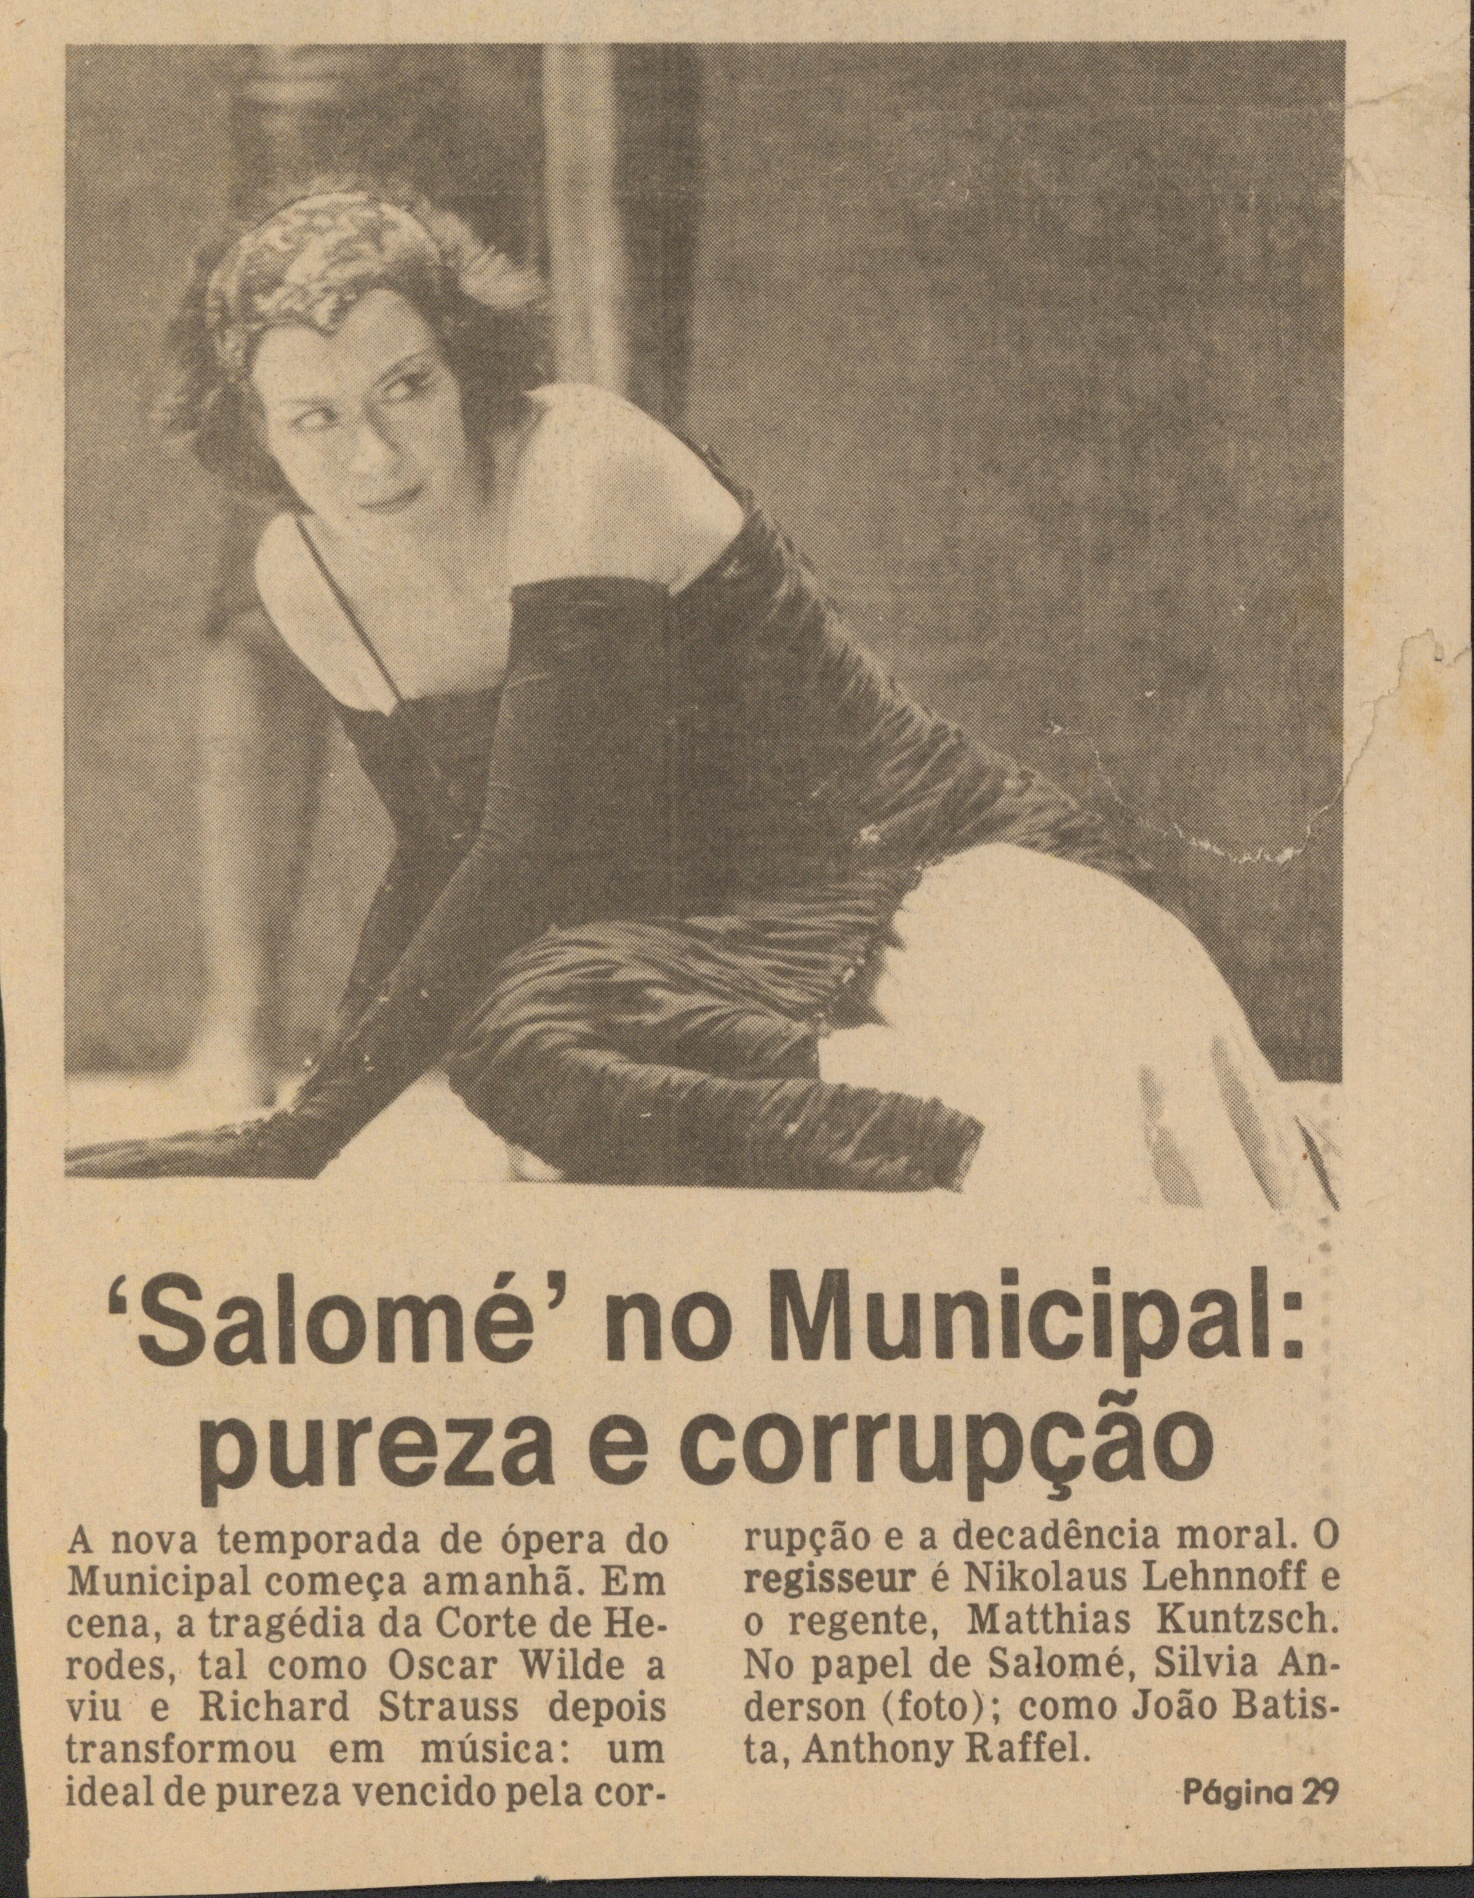 ‘Salomé’ no Municipal:
pureza e corrupção
A nova temporada de ópera do
Municipal começa amanhã. Em
cena, a tragédia da Corte de He-
rodes, tal como Oscar Wilde a
viu e Richard Strauss depois
transformou em música: um
ideal de pureza vencido pela cor-
rupção e a decadência moral. O
regisseur é Nikolaus Lehnnoff e
o regente, Matthias Kuntzsch.
No papel de Salomé, Silvia An-
derson (foto); como João Batis-
ta, Anthony Raffel.
Página 29